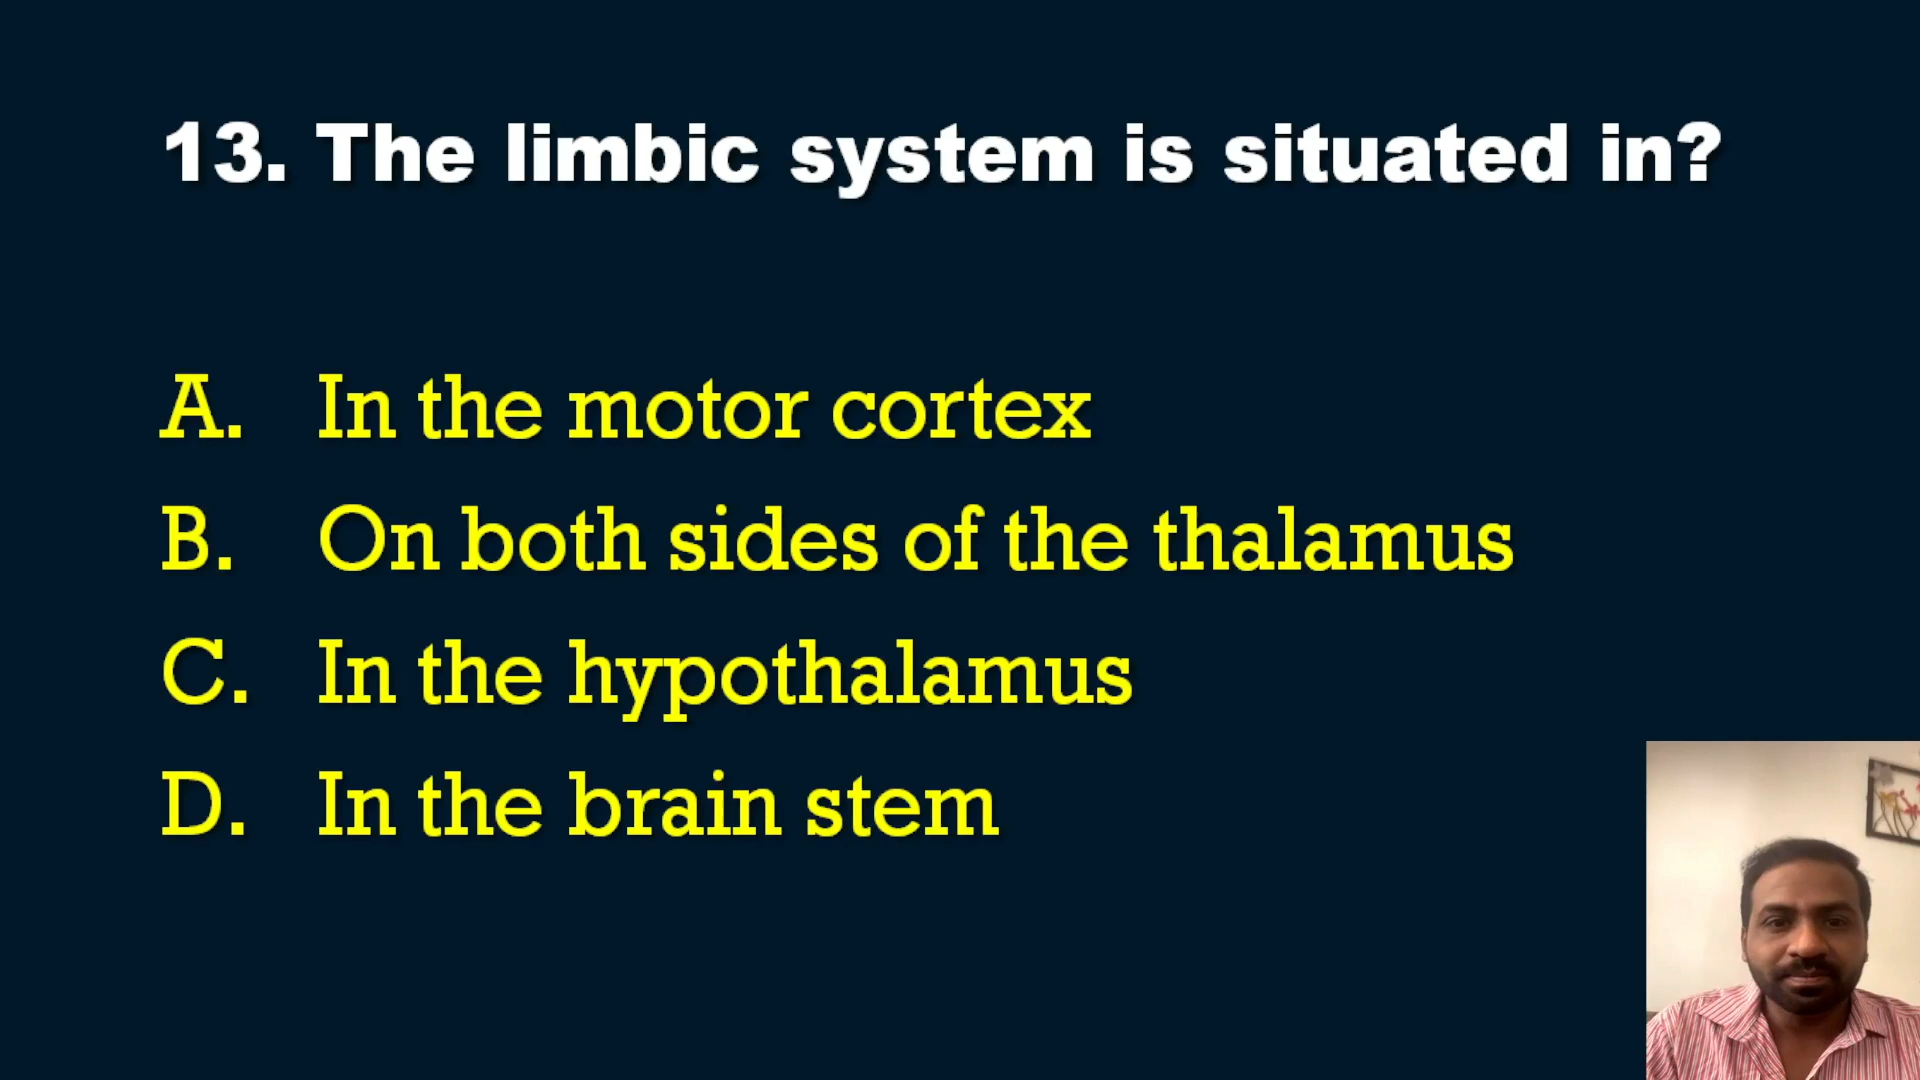 13. The limbic system is situated in?
A. In the motor cortex
B. On both sides of the thalamus
C. In the hypothalamus
D. In the brain stem